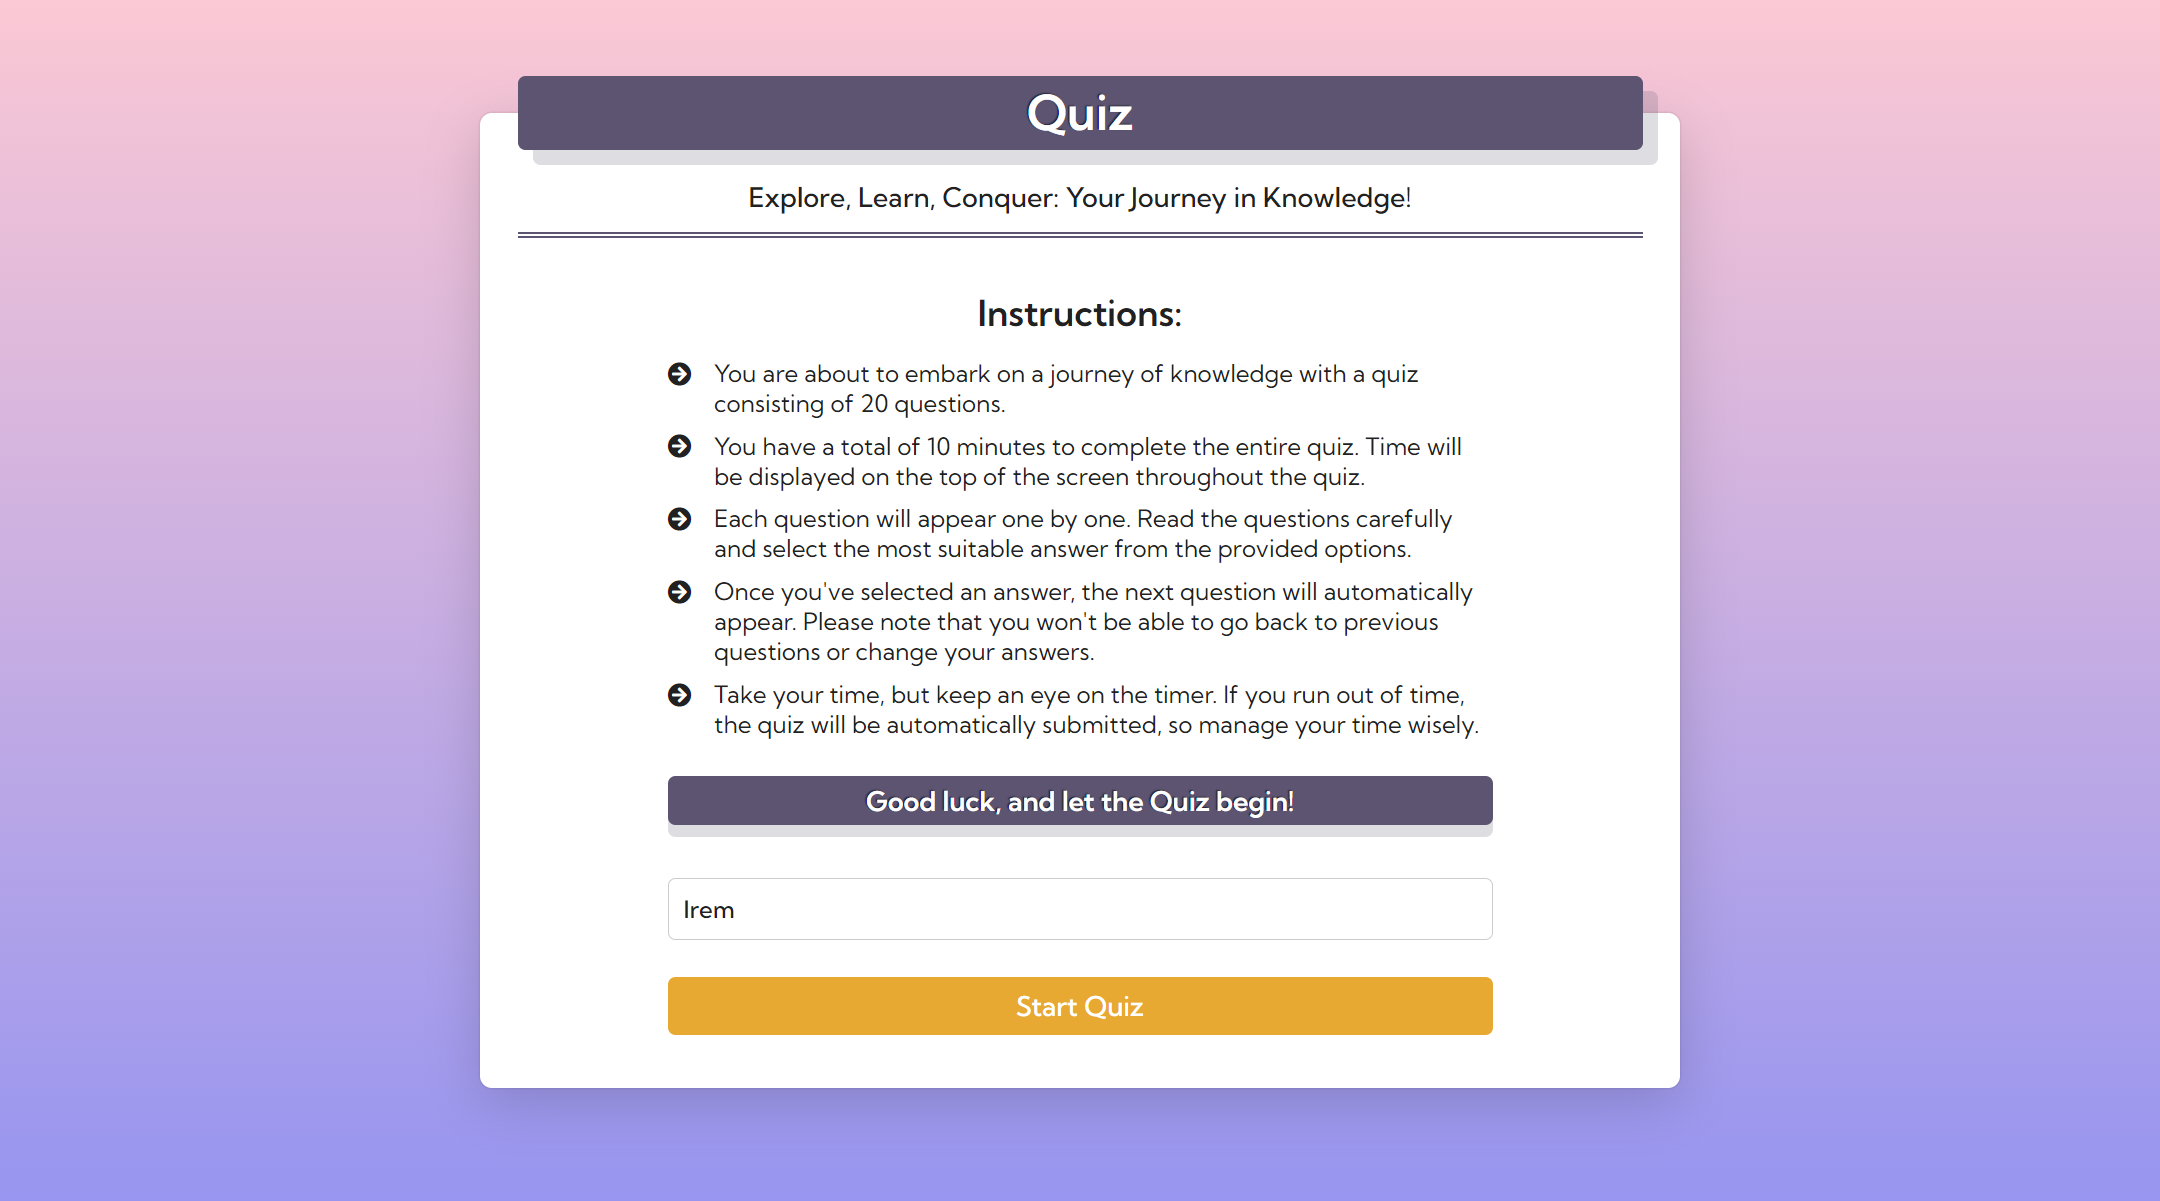 Quiz
Explore, Learn, Conquer: Your Journey in Knowledge!
Instructions:
You are about to embark on a journey of knowledge with a quiz
consisting of 20 questions.
You have a total of 10 minutes to complete the entire quiz. Time will
be displayed on the top of the screen throughout the quiz.
Each question will appear one by one. Read the questions carefully
and select the most suitable answer from the provided options.
Once you've selected an answer, the next question will automatically
appear. Please note that you won't be able to go back to previous
questions or change your answers.
Take your time, but keep an eye on the timer. If you run out of time,
the quiz will be automatically submitted, so manage your time wisely.
Good luck, and let the Quiz begin!
Irem
Start Quiz